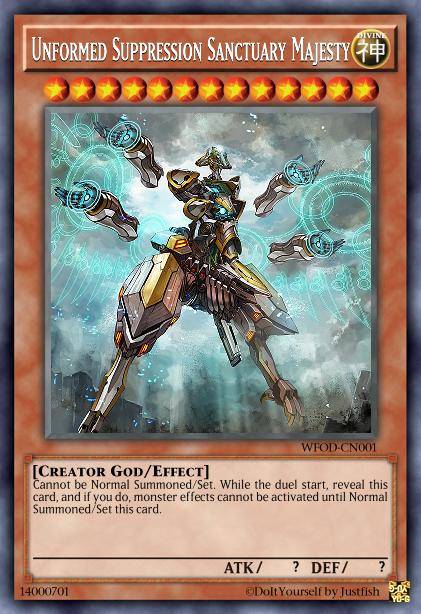 UNFORMED SUPPRESSION SANCTUARY MAJESTY
DIVINE
神
WFOD-CN001
[CREATOR GOD/EFFECT]
Cannot be Normal Summoned/Set. While the duel start, reveal this
card, and if you do, monster effects cannot be activated until Normal
Summoned/Set this card.
ATK/ ? DEF/ ?
14000701
©DoItYourself by Justfish